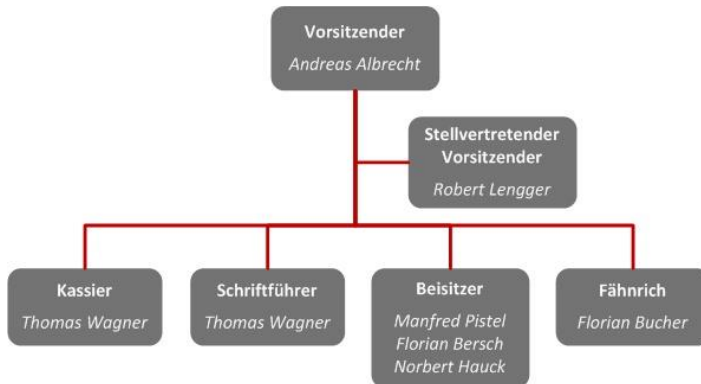 Vorsitzender
Andreas Albrecht
Stellvertretender
Vorsitzender
Robert Lengger
Kassier
Thomas Wagner
Schriftführer
Thomas Wagner
Beisitzer
Manfred Pistel
Florian Bersch
Norbert Hauck
Fähnrich
Florian Bucher